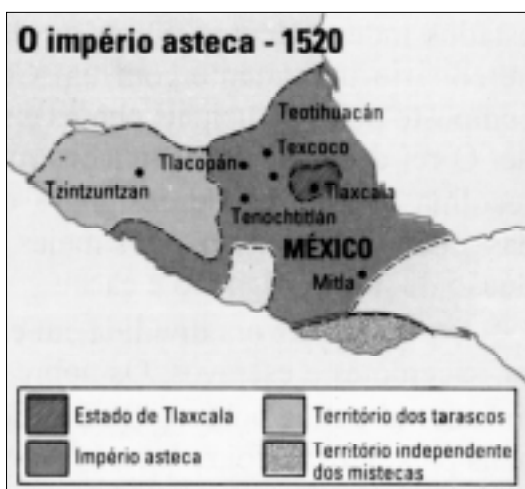 O império asteca - 1520
Teotihuacán
Texcoco
Tlacopán
Tzintzuntzan
Tlaxcala
Tenochtitlán
MÉXICO
Mitla
Estado de Tlaxcala
Território dos tarascos
Império asteca
Território independente
dos mistecas